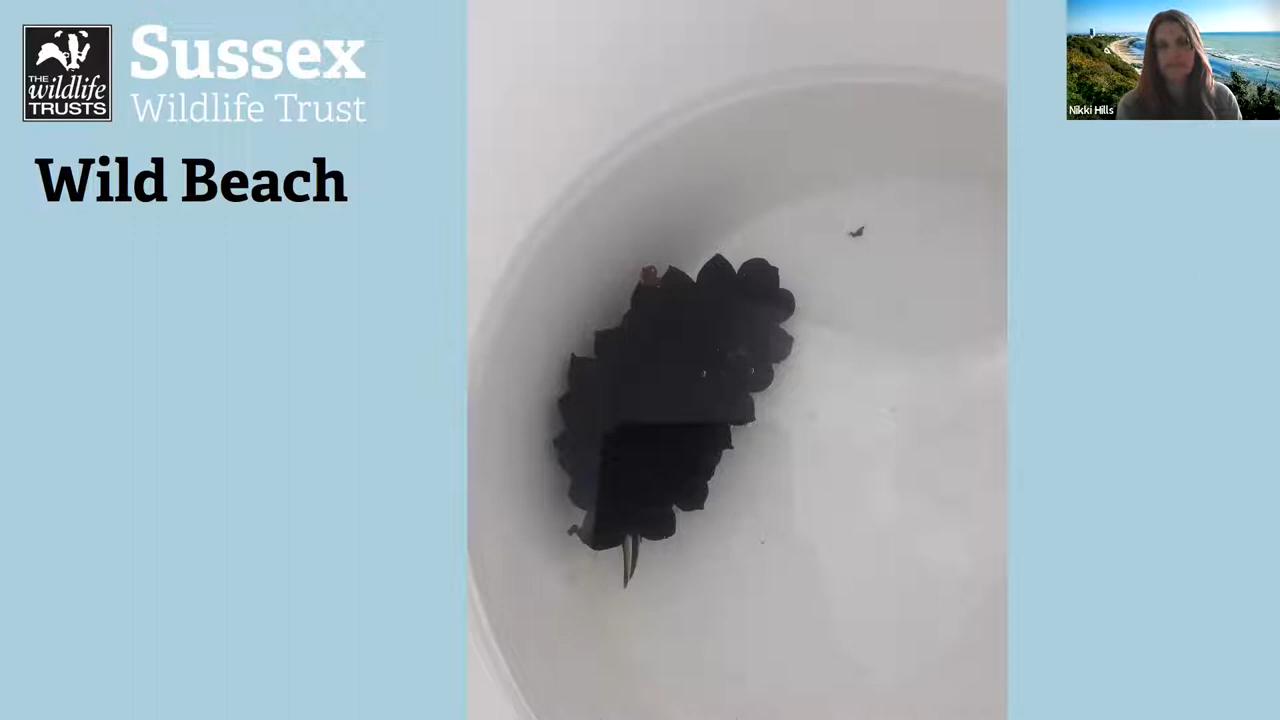 THE
wildlife
TRUSTS
Sussex
Wildlife Trust
Wild Beach
Nikki Hills